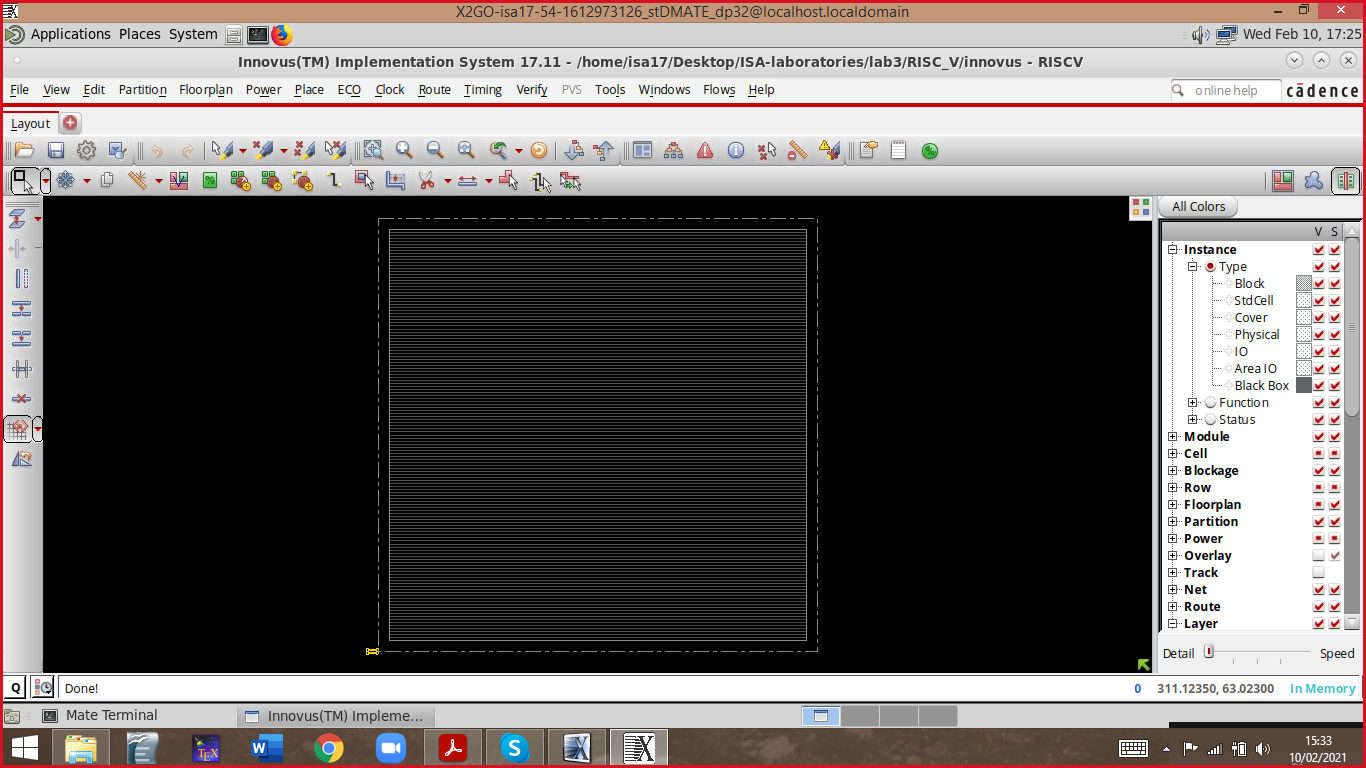 X2GO-isa17-54-1612973126_stDMATE_dp32@localhost.localdomain
Applications Places System
Wed Feb 10, 17:25
Innovus(TM) Implementation System 17.11 - /home/isa17/Desktop/ISA-laboratories/lab3/RISC_V/innovus - RISCV
File View Edit Partition Floorplan Power Place ECO Clock Route Timing Verify PVS Tools Windows Flows Help
online help
cādence
Layout
All Colors
V S
Instance
Type
Block
StdCell
Cover
Physical
IO
Area IO
Black Box
Function
Status
Module
Cell
Blockage
Row
Floorplan
Partition
Power
Overlay
Track
Net
Route
Layer
Detail Speed
Q Done! 0 311.12350, 63.02300 In Memory
Mate Terminal
Innovus(TM) Impleme...
15:33
10/02/2021